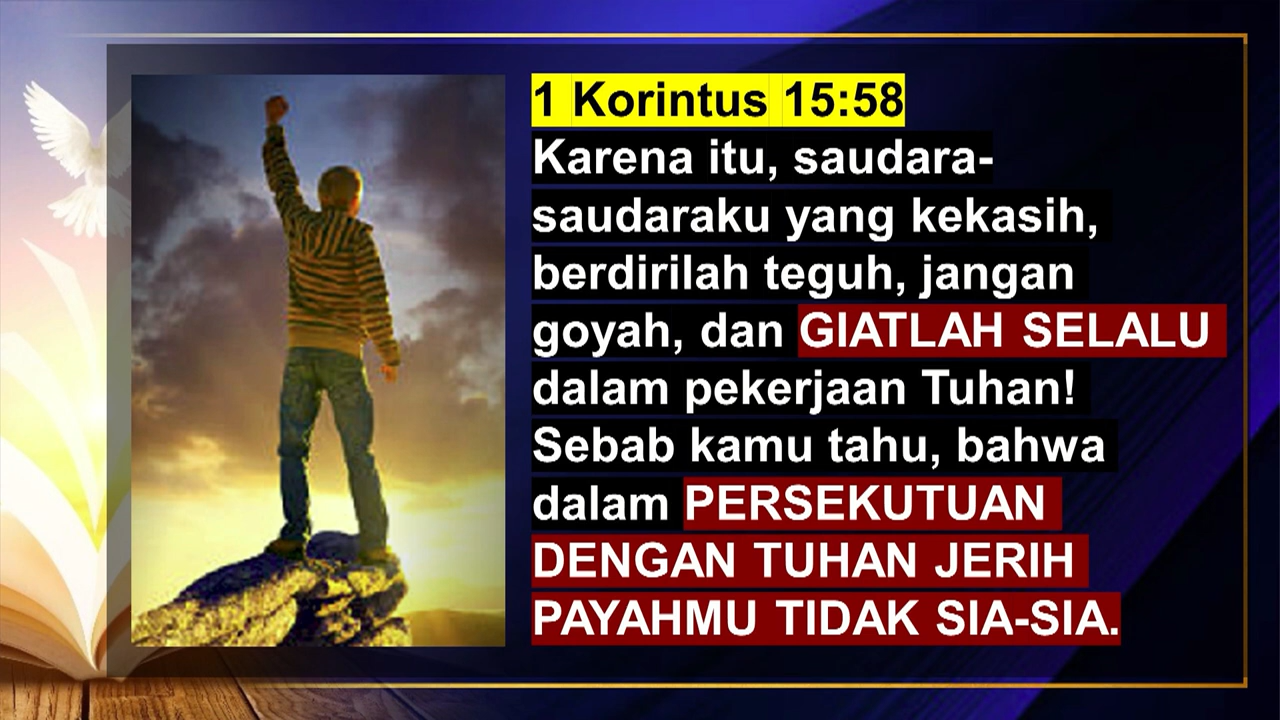 1 Korintus 15:58
Karena itu, saudara-
saudaraku yang kekasih,
berdirilah teguh, jangan
goyah, dan GIATLAH SELALU
dalam pekerjaan Tuhan!
Sebab kamu tahu, bahwa
dalam PERSEKUTUAN
DENGAN TUHAN JERIH
PAYAHMU TIDAK SIA-SIA.